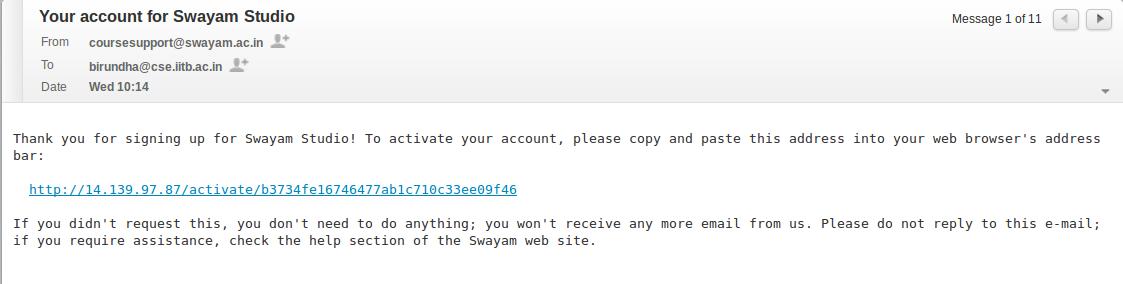 Your account for Swayam Studio
Message 1 of 11
From coursesupport@swayam.ac.in
To birundha@cse.iitb.ac.in
Date Wed 10:14
Thank you for signing up for Swayam Studio! To activate your account, please copy and paste this address into your web browser's address
bar:
http://14.139.97.87/activate/b3734fe16746477ab1c710c33ee09f46
If you didn't request this, you don't need to do anything; you won't receive any more email from us. Please do not reply to this e-mail;
if you require assistance, check the help section of the Swayam web site.